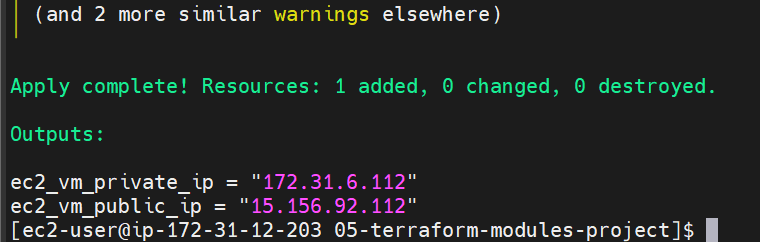 (and 2 more similar warnings elsewhere)
Apply complete! Resources: 1 added, 0 changed, 0 destroyed.
Outputs:
ec2_vm_private_ip = "172.31.6.112"
ec2_vm_public_ip = "15.156.92.112"
[ec2-user@ip-172-31-12-203 05-terraform-modules-project]$